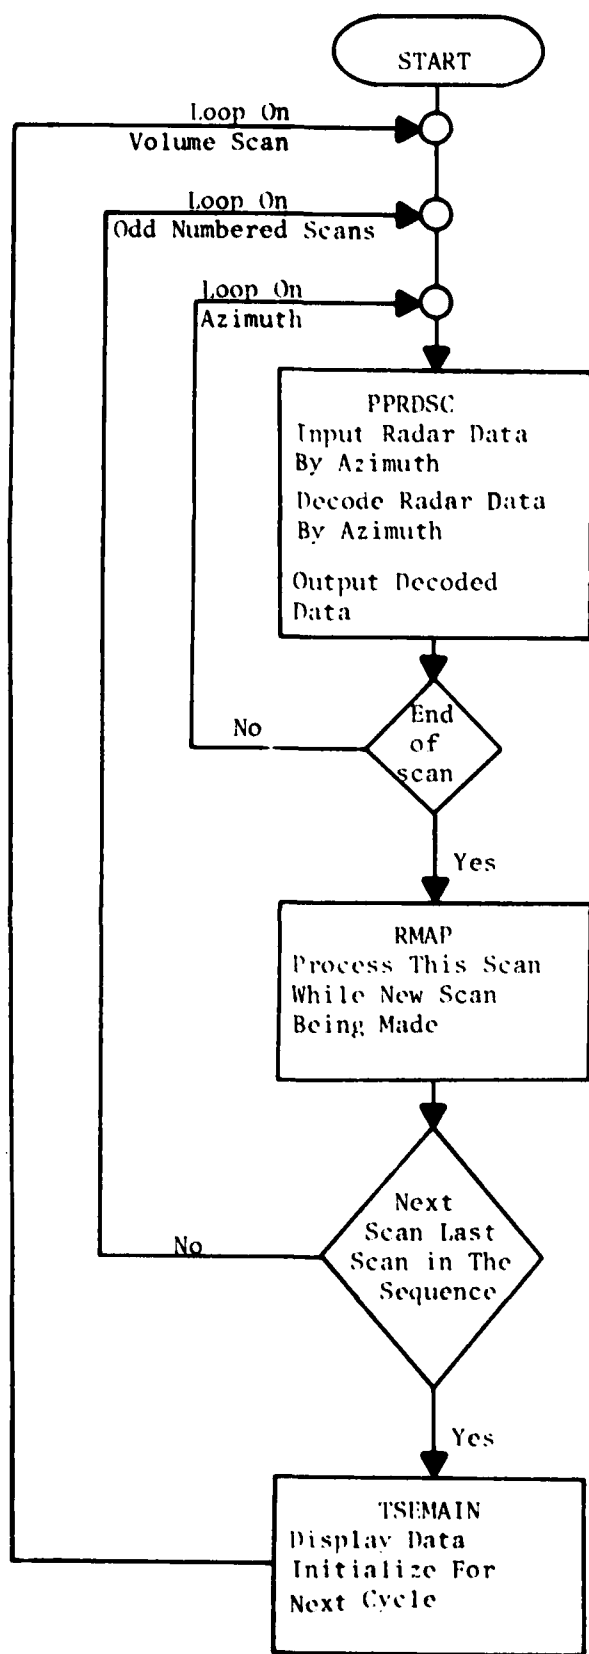 START
Loop On
Volume Scan
Loop On
Odd Numbered Scans
Loop On
Azimuth
PPRDSC
Input Radar Data
By Azimuth
Decode Radar Data
By Azimuth
Output Decoded
Data
End
of
scan
No
Yes
RMAP
Process This Scan
While New Scan
Being Made
Next
Scan Last
Scan in The
Sequence
No
Yes
TSEMAIN
Display Data
Initialize For
Next Cycle